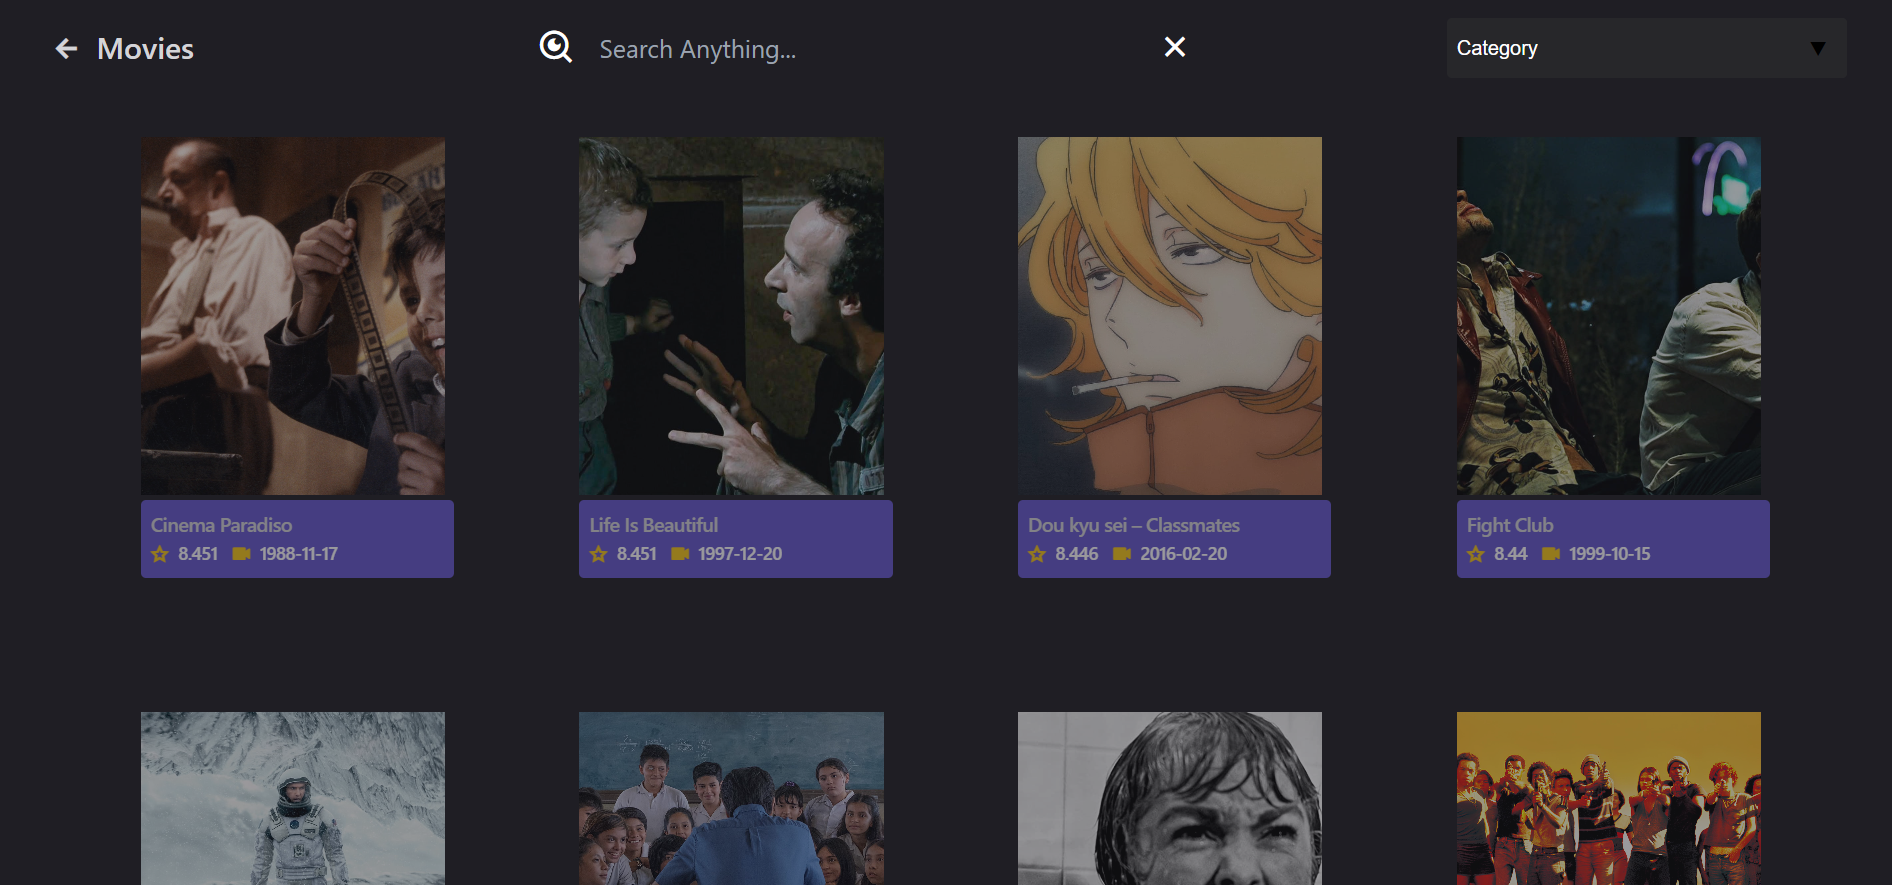 Movies
Search Anything...
Category
Cinema Paradiso
8.451 1988-11-17
Life Is Beautiful
8.451 1997-12-20
Dou kyu sei – Classmates
8.446 2016-02-20
Fight Club
8.44 1999-10-15